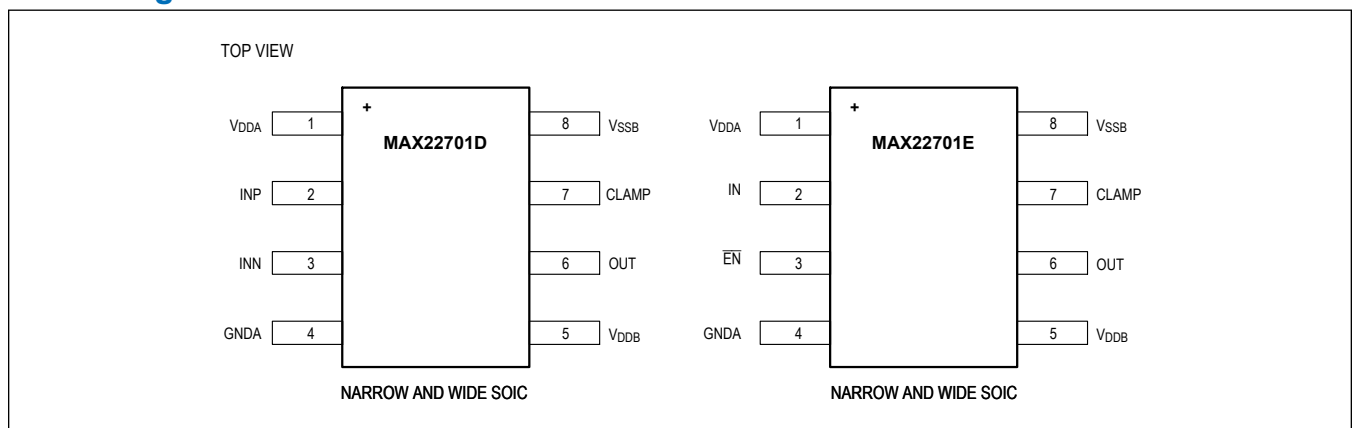 TOP VIEW
+
MAX22701D
VDDA 1
8 VSSB
INP 2
7 CLAMP
INN 3
6 OUT
GNDA 4
5 VDDB
NARROW AND WIDE SOIC
+
MAX22701E
VDDA 1
8 VSSB
IN 2
7 CLAMP
E̅N̅ 3
6 OUT
GNDA 4
5 VDDB
NARROW AND WIDE SOIC